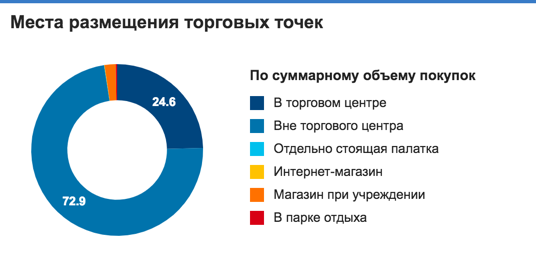 Места размещения торговых точек
24.6
72.9
По суммарному объему покупок
В торговом центре
Вне торгового центра
Отдельно стоящая палатка
Интернет-магазин
Магазин при учреждении
В парке отдыха